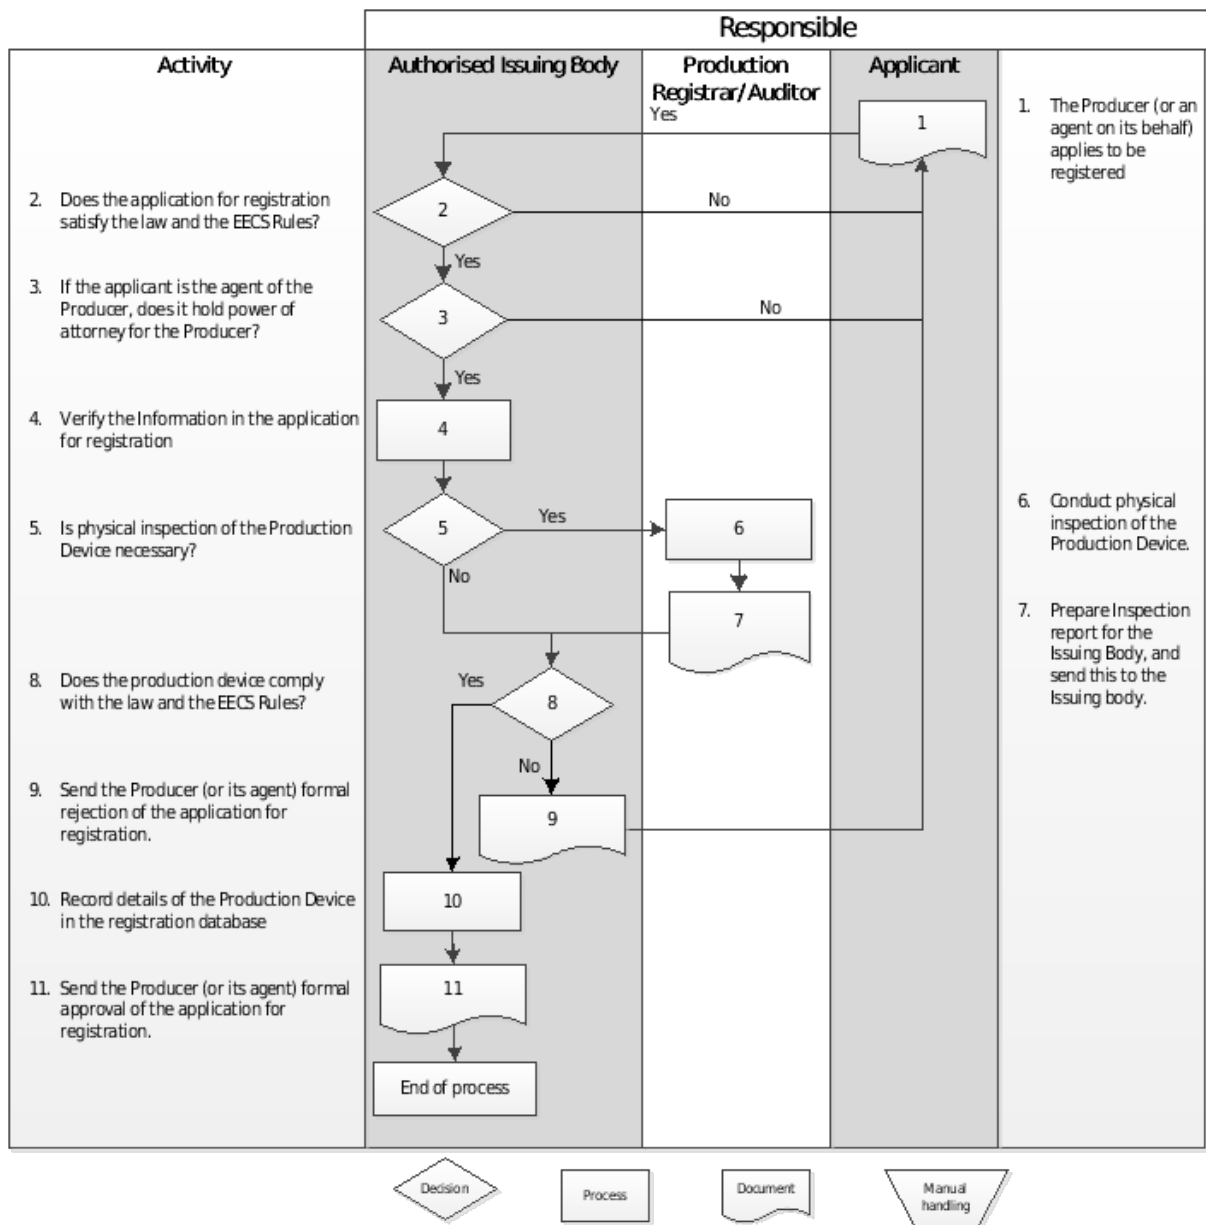 Responsible
Activity
Authorised Issuing Body
Production
Registrar/Auditor
Applicant
Yes
1
1. The Producer (or an
agent on its behalf)
applies to be
registered
2. Does the application for registration
satisfy the law and the EECS Rules?
2
No
Yes
3. If the applicant is the agent of the
Producer, does it hold power of
attorney for the Producer?
3
No
Yes
4. Verify the Information in the application
for registration
4
5. Is physical inspection of the Production
Device necessary?
5
Yes
6
No
6. Conduct physical
inspection of the
Production Device.
7
7. Prepare Inspection
report for the
Issuing Body, and
send this to the
Issuing body.
8. Does the production device comply
with the law and the EECS Rules?
Yes
8
No
9. Send the Producer (or its agent) formal
rejection of the application for
registration.
9
10. Record details of the Production Device
in the registration database
10
11. Send the Producer (or its agent) formal
approval of the application for
registration.
11
End of process
Decision
Process
Document
Manual
handling